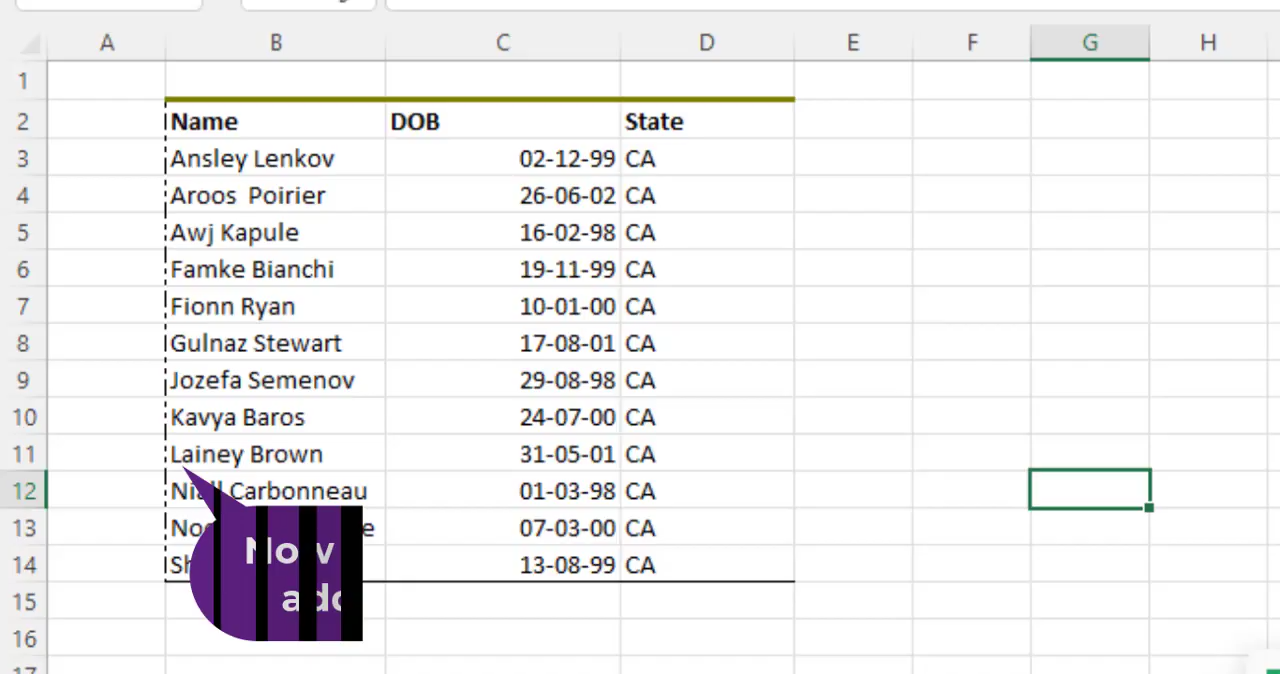 A B C D E F G H
1
2 Name DOB State
3 Ansley Lenkov 02-12-99 CA
4 Aroos Poirier 26-06-02 CA
5 Awj Kapule 16-02-98 CA
6 Famke Bianchi 19-11-99 CA
7 Fionn Ryan 10-01-00 CA
8 Gulnaz Stewart 17-08-01 CA
9 Jozefa Semenov 29-08-98 CA
10 Kavya Baros 24-07-00 CA
11 Lainey Brown 31-05-01 CA
12 Niall Carbonneau 01-03-98 CA
13 07-03-00 CA
14 13-08-99 CA
15
16
17
Now